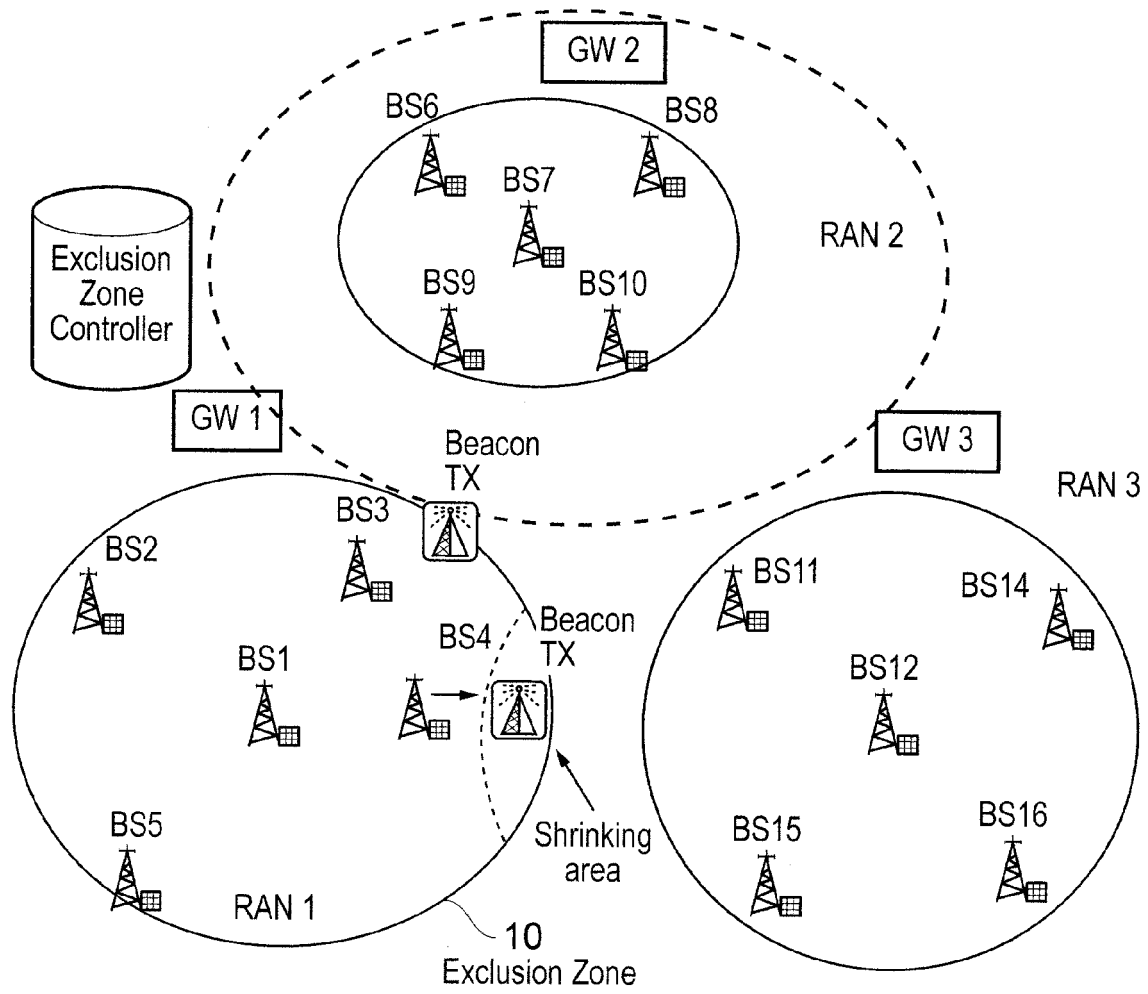 GW 2
BS6
BS8
BS7
RAN 2
Exclusion
Zone
Controller
BS9
BS10
GW 1
GW 3
Beacon
TX
RAN 3
BS3
BS2
BS11
BS14
BS4
Beacon
TX
BS1
BS12
BS5
Shrinking
area
BS15
BS16
RAN 1
10
Exclusion Zone